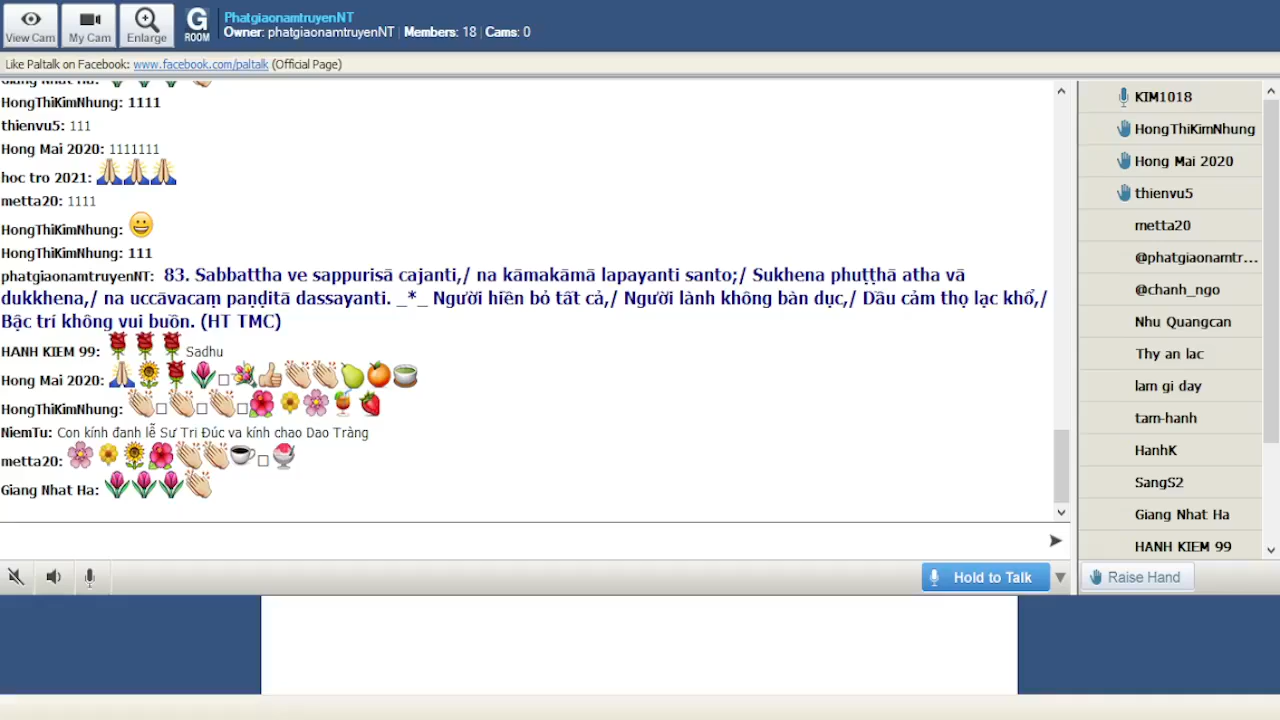 View Cam
My Cam
Enlarge
G
ROOM
PhatgiaonamtruyenNT
Owner: phatgiaonamtruyenNT | Members: 18 | Cams: 0
Like Paltalk on Facebook: www.facebook.com/paltalk (Official Page)
Giang Nhat Ha:
HongThiKimNhung: 1111
thienvu5: 111
Hong Mai 2020: 1111111
hoc tro 2021:
metta20: 1111
HongThiKimNhung:
HongThiKimNhung: 111
phatgiaonamtruyenNT: 83. Sabbattha ve sappurisā cajanti,/ na kāmakāmā lapayanti santo;/ Sukhena phuṭṭhā atha vā
dukkhena,/ na uccāvacaṃ paṇḍitā dassayanti. _*_ Người hiền bỏ tất cả,/ Người lành không bàn dục,/ Dầu cảm thọ lạc khổ,/
Bậc trí không vui buồn. (HT TMC)
HANH KIEM 99: Sadhu
Hong Mai 2020:
HongThiKimNhung:
NiemTu: Con kính đanh lễ Sư Tri Đúc va kính chao Dao Tràng
metta20:
Giang Nhat Ha:
Hold to Talk
KIM1018
HongThiKimNhung
Hong Mai 2020
thienvu5
metta20
@phatgiaonamtr...
@chanh_ngo
Nhu Quangcan
Thy an lac
lam gi day
tam-hanh
HanhK
SangS2
Giang Nhat Ha
HANH KIEM 99
Raise Hand